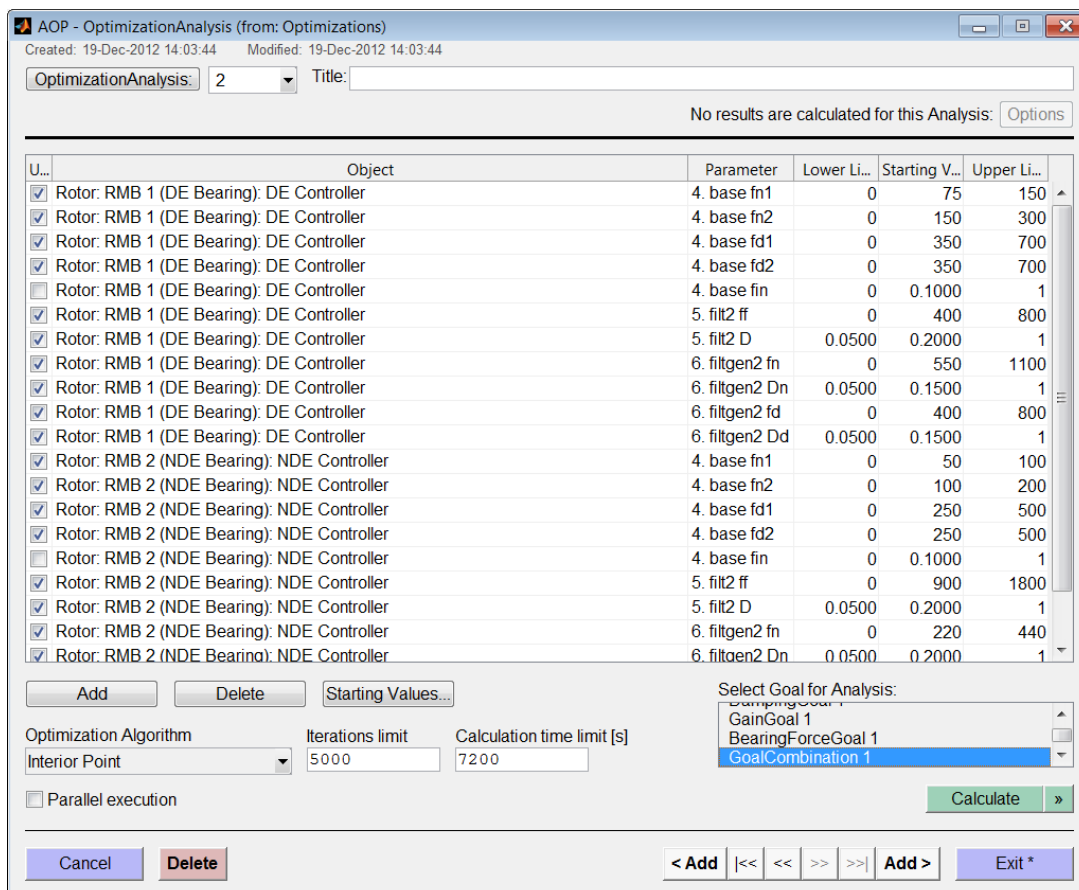 AOP - OptimizationAnalysis (from: Optimizations)
Created: 19-Dec-2012 14:03:44 Modified: 19-Dec-2012 14:03:44
OptimizationAnalysis: 2 Title:
No results are calculated for this Analysis: Options
U... Object Parameter Lower Li... Starting V... Upper Li...
Rotor: RMB 1 (DE Bearing): DE Controller 4. base fn1 0 75 150
Rotor: RMB 1 (DE Bearing): DE Controller 4. base fn2 0 150 300
Rotor: RMB 1 (DE Bearing): DE Controller 4. base fd1 0 350 700
Rotor: RMB 1 (DE Bearing): DE Controller 4. base fd2 0 350 700
Rotor: RMB 1 (DE Bearing): DE Controller 4. base fin 0 0.1000 1
Rotor: RMB 1 (DE Bearing): DE Controller 5. filt2 ff 0 400 800
Rotor: RMB 1 (DE Bearing): DE Controller 5. filt2 D 0.0500 0.2000 1
Rotor: RMB 1 (DE Bearing): DE Controller 6. filtgen2 fn 0 550 1100
Rotor: RMB 1 (DE Bearing): DE Controller 6. filtgen2 Dn 0.0500 0.1500 1
Rotor: RMB 1 (DE Bearing): DE Controller 6. filtgen2 fd 0 400 800
Rotor: RMB 1 (DE Bearing): DE Controller 6. filtgen2 Dd 0.0500 0.1500 1
Rotor: RMB 2 (NDE Bearing): NDE Controller 4. base fn1 0 50 100
Rotor: RMB 2 (NDE Bearing): NDE Controller 4. base fn2 0 100 200
Rotor: RMB 2 (NDE Bearing): NDE Controller 4. base fd1 0 250 500
Rotor: RMB 2 (NDE Bearing): NDE Controller 4. base fd2 0 250 500
Rotor: RMB 2 (NDE Bearing): NDE Controller 4. base fin 0 0.1000 1
Rotor: RMB 2 (NDE Bearing): NDE Controller 5. filt2 ff 0 900 1800
Rotor: RMB 2 (NDE Bearing): NDE Controller 5. filt2 D 0.0500 0.2000 1
Rotor: RMB 2 (NDE Bearing): NDE Controller 6. filtgen2 fn 0 220 440
Rotor: RMB 2 (NDE Bearing): NDE Controller 6. filtgen2 Dn 0.0500 0.2000 1
Add Delete Starting Values... Select Goal for Analysis:
DampingGoal 1
GainGoal 1
Optimization Algorithm Iterations limit Calculation time limit [s] BearingForceGoal 1
Interior Point 5000 7200 GoalCombination 1
Parallel execution Calculate »
Cancel Delete < Add |<< << >> >>| Add > Exit *